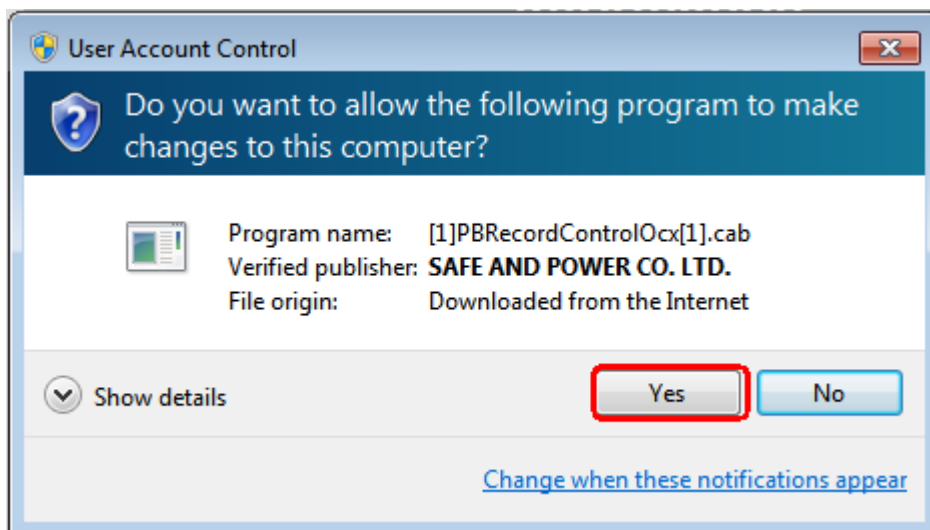 User Account Control
Do you want to allow the following program to make
changes to this computer?
Program name: [1]PBRecordControlOcx[1].cab
Verified publisher: SAFE AND POWER CO. LTD.
File origin: Downloaded from the Internet
Show details
Yes
No
Change when these notifications appear